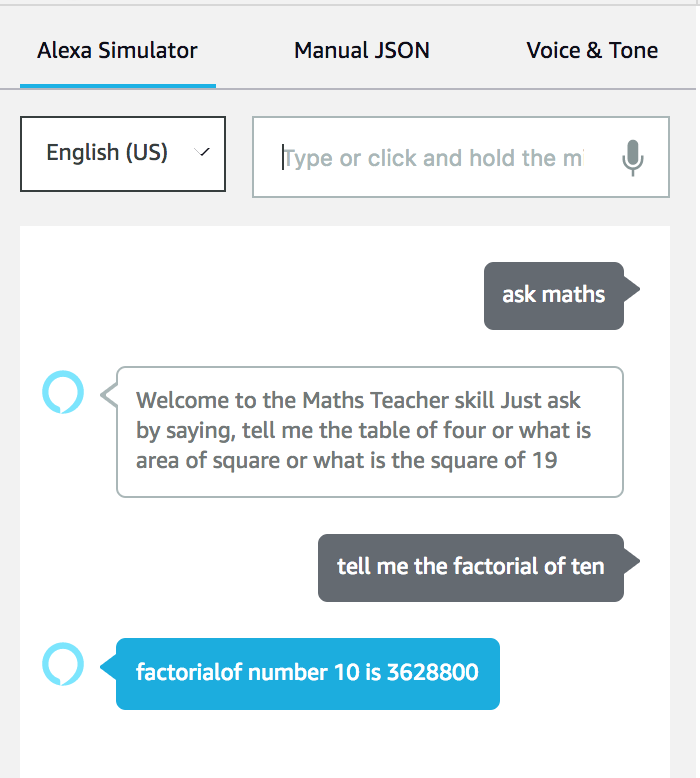 Alexa Simulator
Manual JSON
Voice & Tone
English (US)
Type or click and hold the m
ask maths
Welcome to the Maths Teacher skill Just ask
by saying, tell me the table of four or what is
area of square or what is the square of 19
tell me the factorial of ten
factorialof number 10 is 3628800